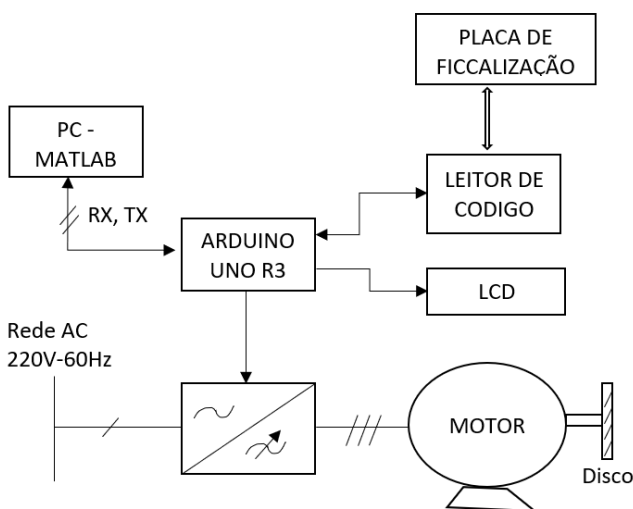 PLACA DE
FICCALIZAÇÃO
PC -
MATLAB
LEITOR DE
CODIGO
RX, TX
ARDUINO
UNO R3
LCD
Rede AC
220V-60Hz
MOTOR
Disco